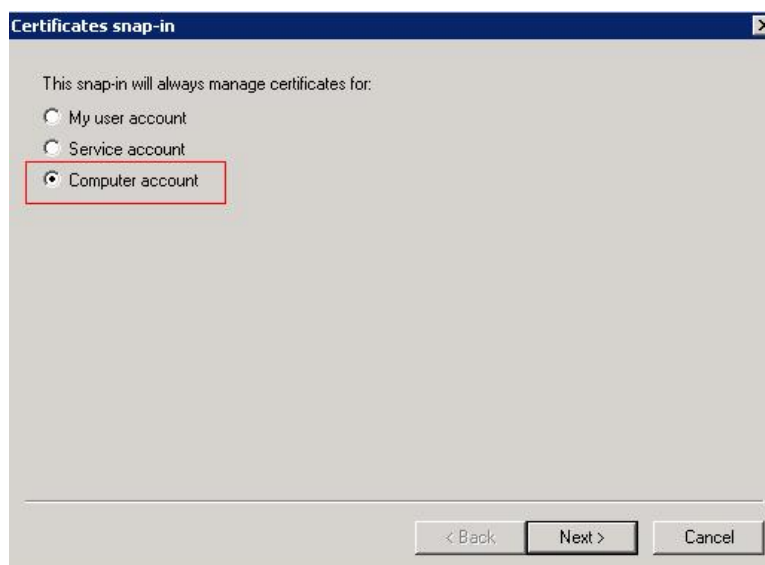 Certificates snap-in
This snap-in will always manage certificates for:
My user account
Service account
Computer account
< Back Next > Cancel